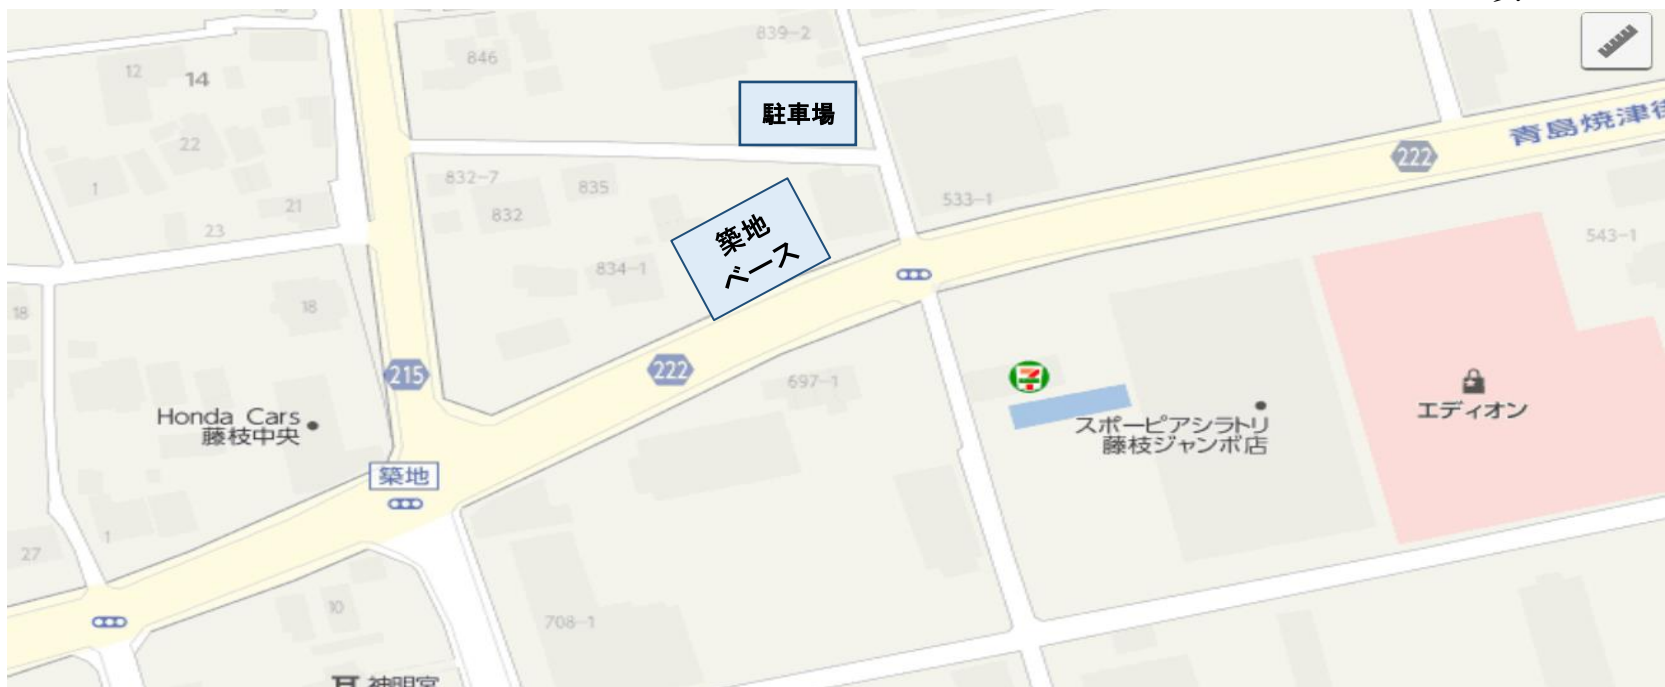 839-2
846
12
14
駐車場
青島焼津街
222
22
832-7
835
1
533-1
832
21
築地
ベース
23
543-1
834-1
18
18
222
215
697-1
7
エディオン
Honda Cars
藤枝中央
スポーピアシラトリ
藤枝ジャンボ店
築地
1
27
10
708-1
神明宮